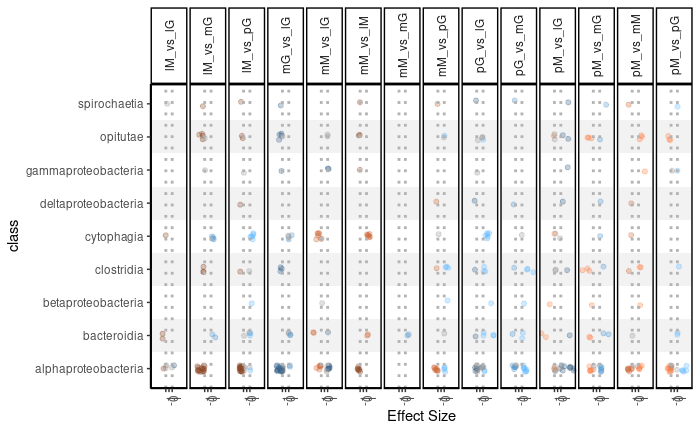 lM_vs_lG
lM_vs_mG
lM_vs_pG
mG_vs_lG
mM_vs_lG
mM_vs_lM
mM_vs_mG
mM_vs_pG
pG_vs_lG
pG_vs_mG
pM_vs_lG
pM_vs_mG
pM_vs_mM
pM_vs_pG
class
spirochaetia
opitutae
gammaproteobacteria
deltaproteobacteria
cytophagia
clostridia
betaproteobacteria
bacteroidia
alphaproteobacteria
Effect Size